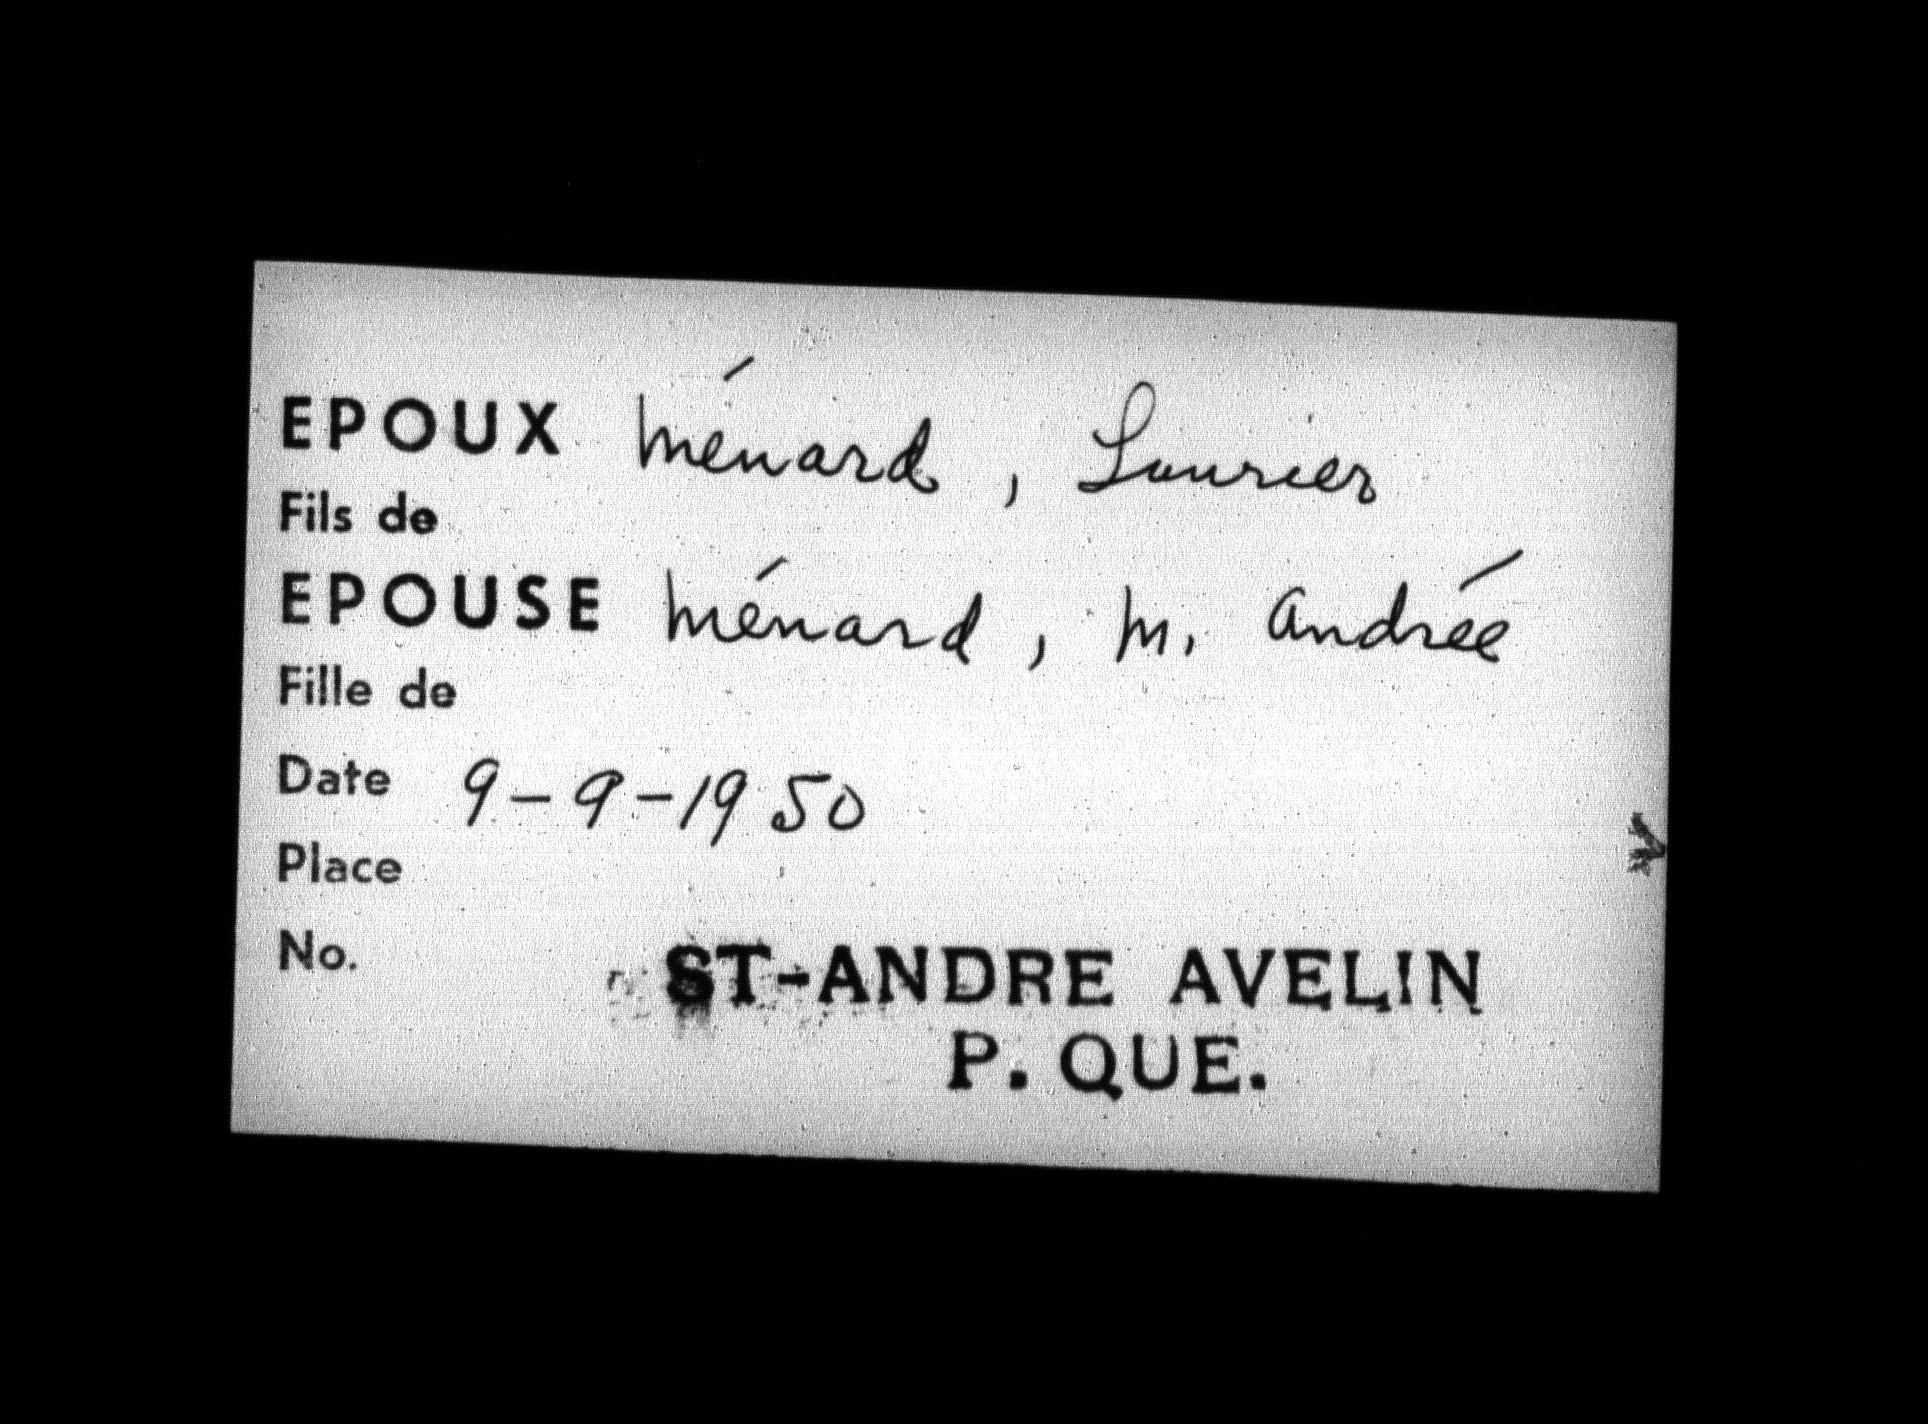 EPOUX Ménard, Laurier
Fils de
EPOUSE Ménard, M. Andrée
Fille de
Date 9-9-1950
Place
No.
ST-ANDRE AVELIN
P. QUE.